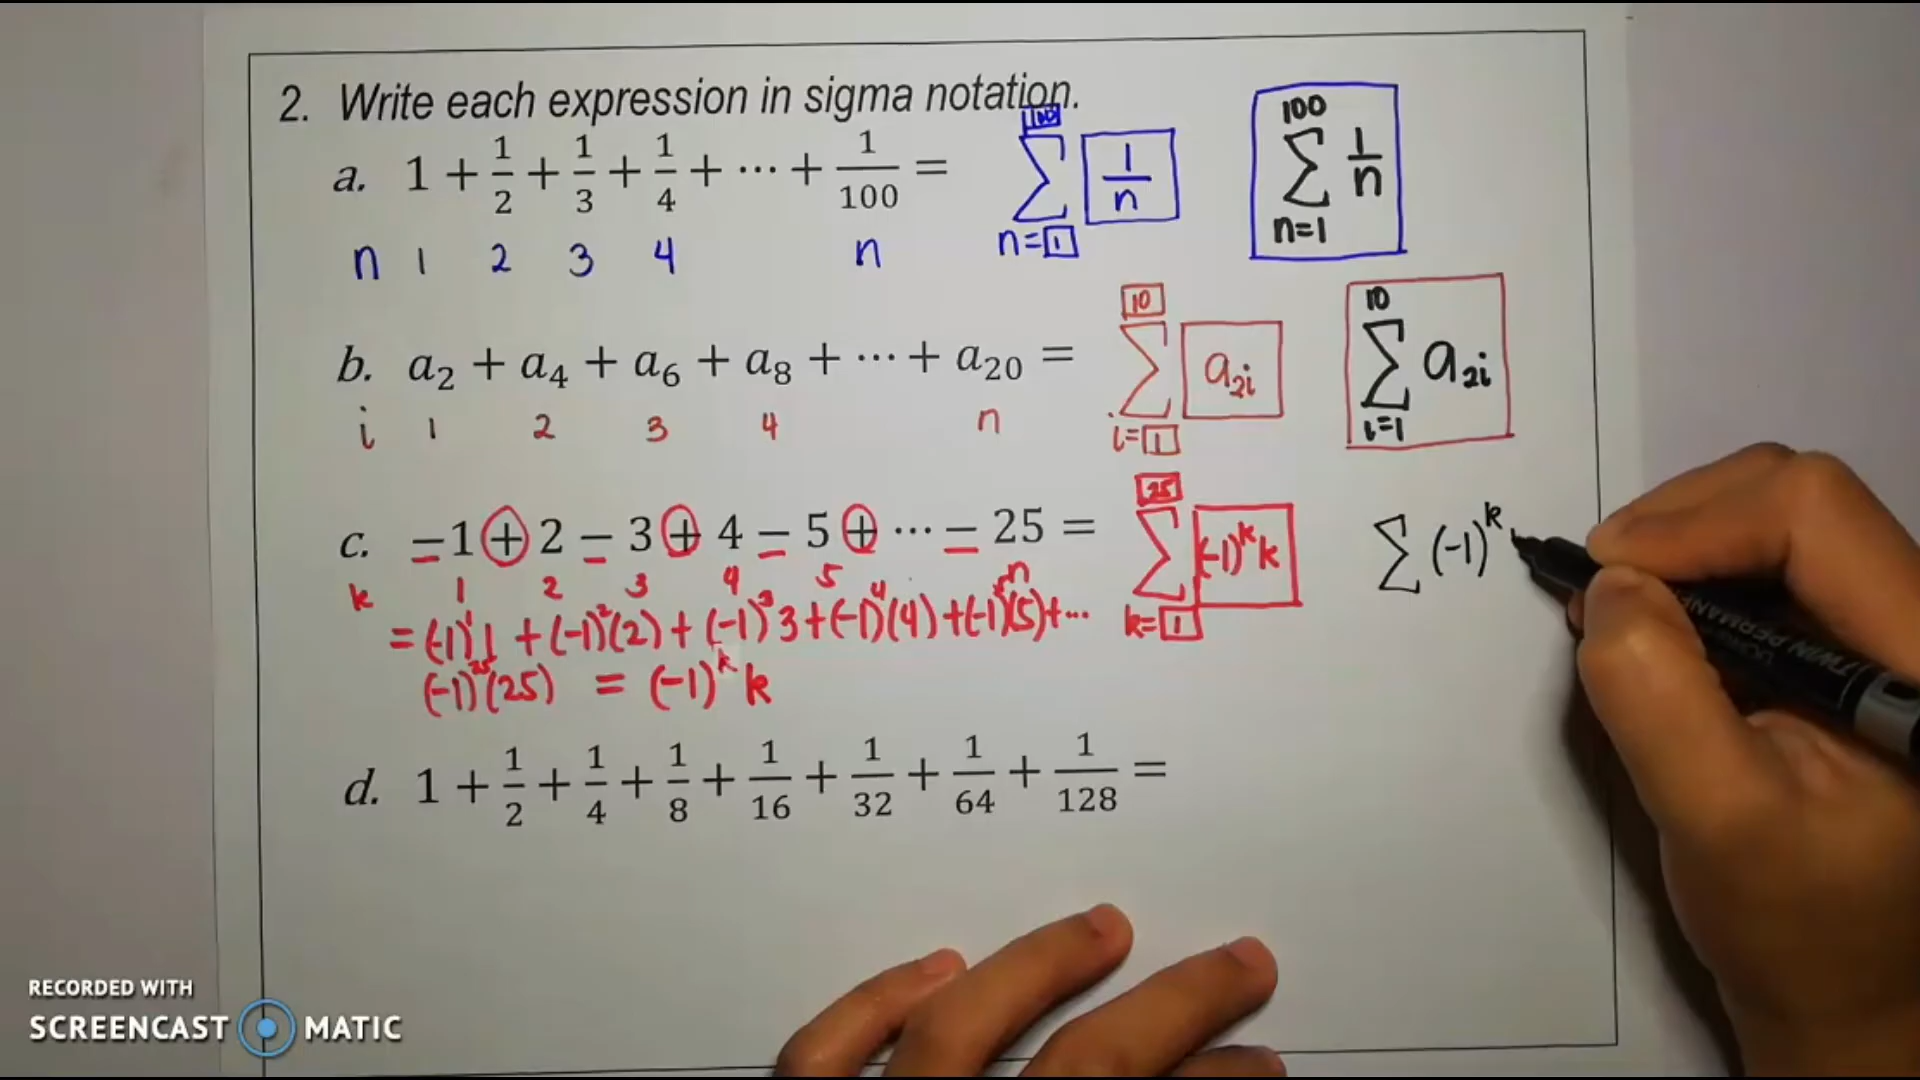 2. Write each expression in sigma notation.
a. 1 + 1/2 + 1/3 + 1/4 + ⋯ + 1/100 =
100 ∑ n=1 1/n
100 ∑ n=1 1/n
n 1 2 3 4 n
b. a₂ + a₄ + a₆ + a₈ + ⋯ + a₂₀ =
10 ∑ i=1 a₂ᵢ
10 ∑ i=1 a₂ᵢ
i 1 2 3 4 n
c. −1 + 2 − 3 + 4 − 5 + ⋯ − 25 =
25 ∑ k=1 (-1)ᵏ k
∑ (-1)ᵏ
k 1 2 3 4 5 n
= (-1)¹1 + (-1)²(2) + (-1)³3 + (-1)⁴(4) + (-1)⁵(5) + ...
(-1)²⁵(25) = (-1)ᵏ k
d. 1 + 1/2 + 1/4 + 1/8 + 1/16 + 1/32 + 1/64 + 1/128 =
TWIN PERMANE
RECORDED WITH
SCREENCAST MATIC